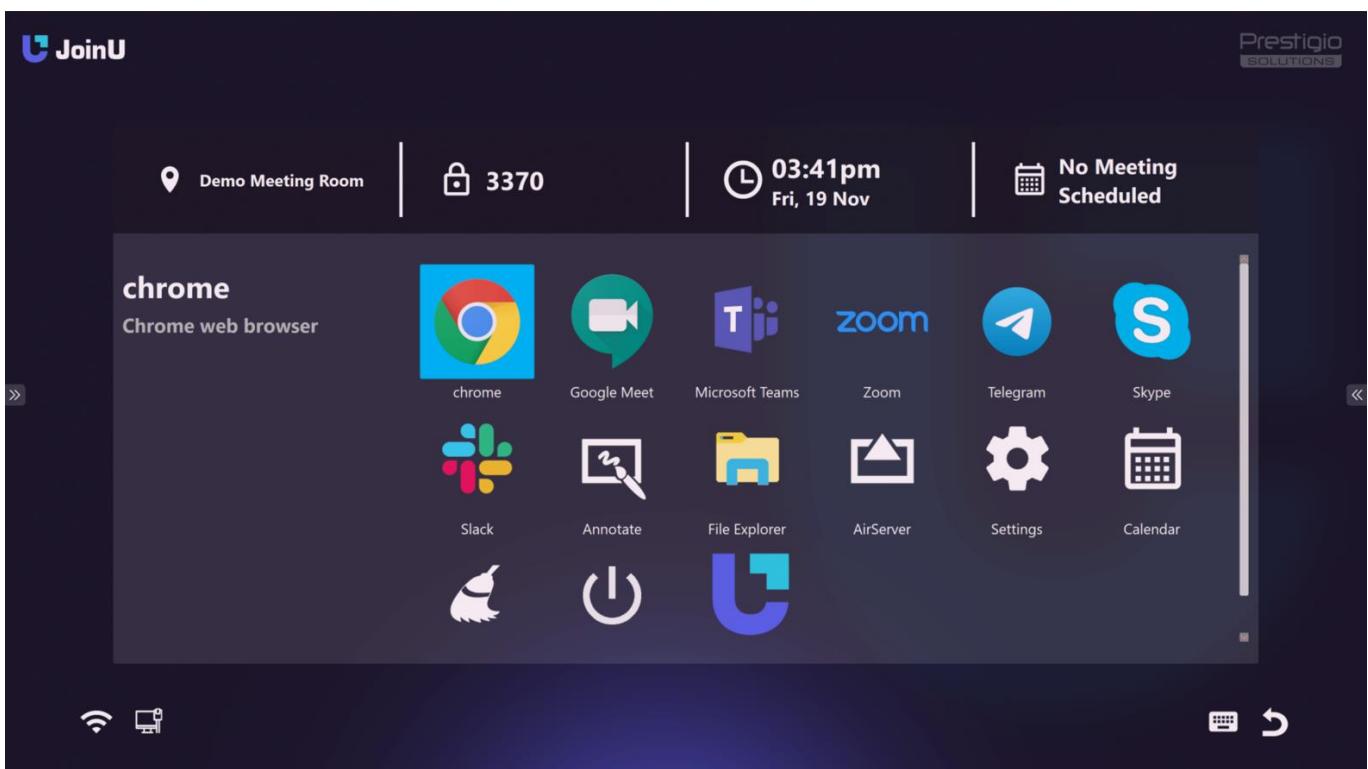 JoinU
Prestigio
SOLUTIONS
Demo Meeting Room
3370
03:41pm
Fri, 19 Nov
No Meeting
Scheduled
chrome
Chrome web browser
T
zoom
S
chrome
Google Meet
Microsoft Teams
Zoom
Telegram
Skype
Slack
Annotate
File Explorer
AirServer
Settings
Calendar